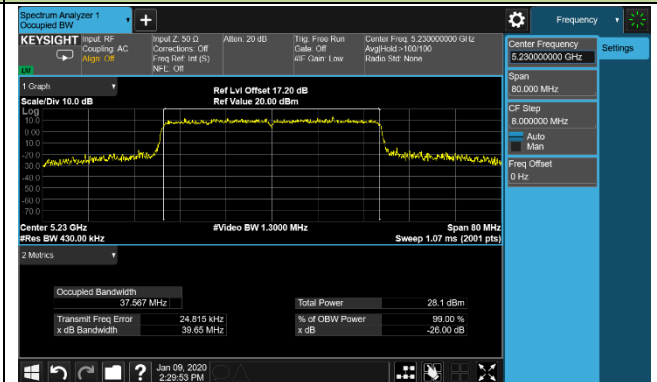 Spectrum Analyzer 1
Occupied BW
+
Frequency
KEYSIGHT
Input: RF
Coupling: AC
Align: Off
Input Z: 50 Ω
Corrections: Off
Freq Ref: Int (S)
NFE: Off
Atten: 20 dB
Trig: Free Run
Gate: Off
#IF Gain: Low
Center Freq: 5.230000000 GHz
Avg|Hold:>100/100
Radio Std: None
Center Frequency
5.230000000 GHz
Settings
Span
80.000 MHz
CF Step
8.000000 MHz
Auto
Man
Freq Offset
0 Hz
1 Graph
Scale/Div 10.0 dB
Ref Lvl Offset 17.20 dB
Ref Value 20.00 dBm
Log
10.0
0.00
-10.0
-20.0
-30.0
-40.0
-50.0
-60.0
-70.0
Center 5.23 GHz
#Video BW 1.3000 MHz
Span 80 MHz
#Res BW 430.00 kHz
Sweep 1.07 ms (2001 pts)
2 Metrics
Occupied Bandwidth
37.567 MHz
Total Power 28.1 dBm
Transmit Freq Error 24.815 kHz
% of OBW Power 99.00 %
x dB Bandwidth 39.65 MHz
x dB -26.00 dB
?
Jan 09, 2020
2:29:53 PM